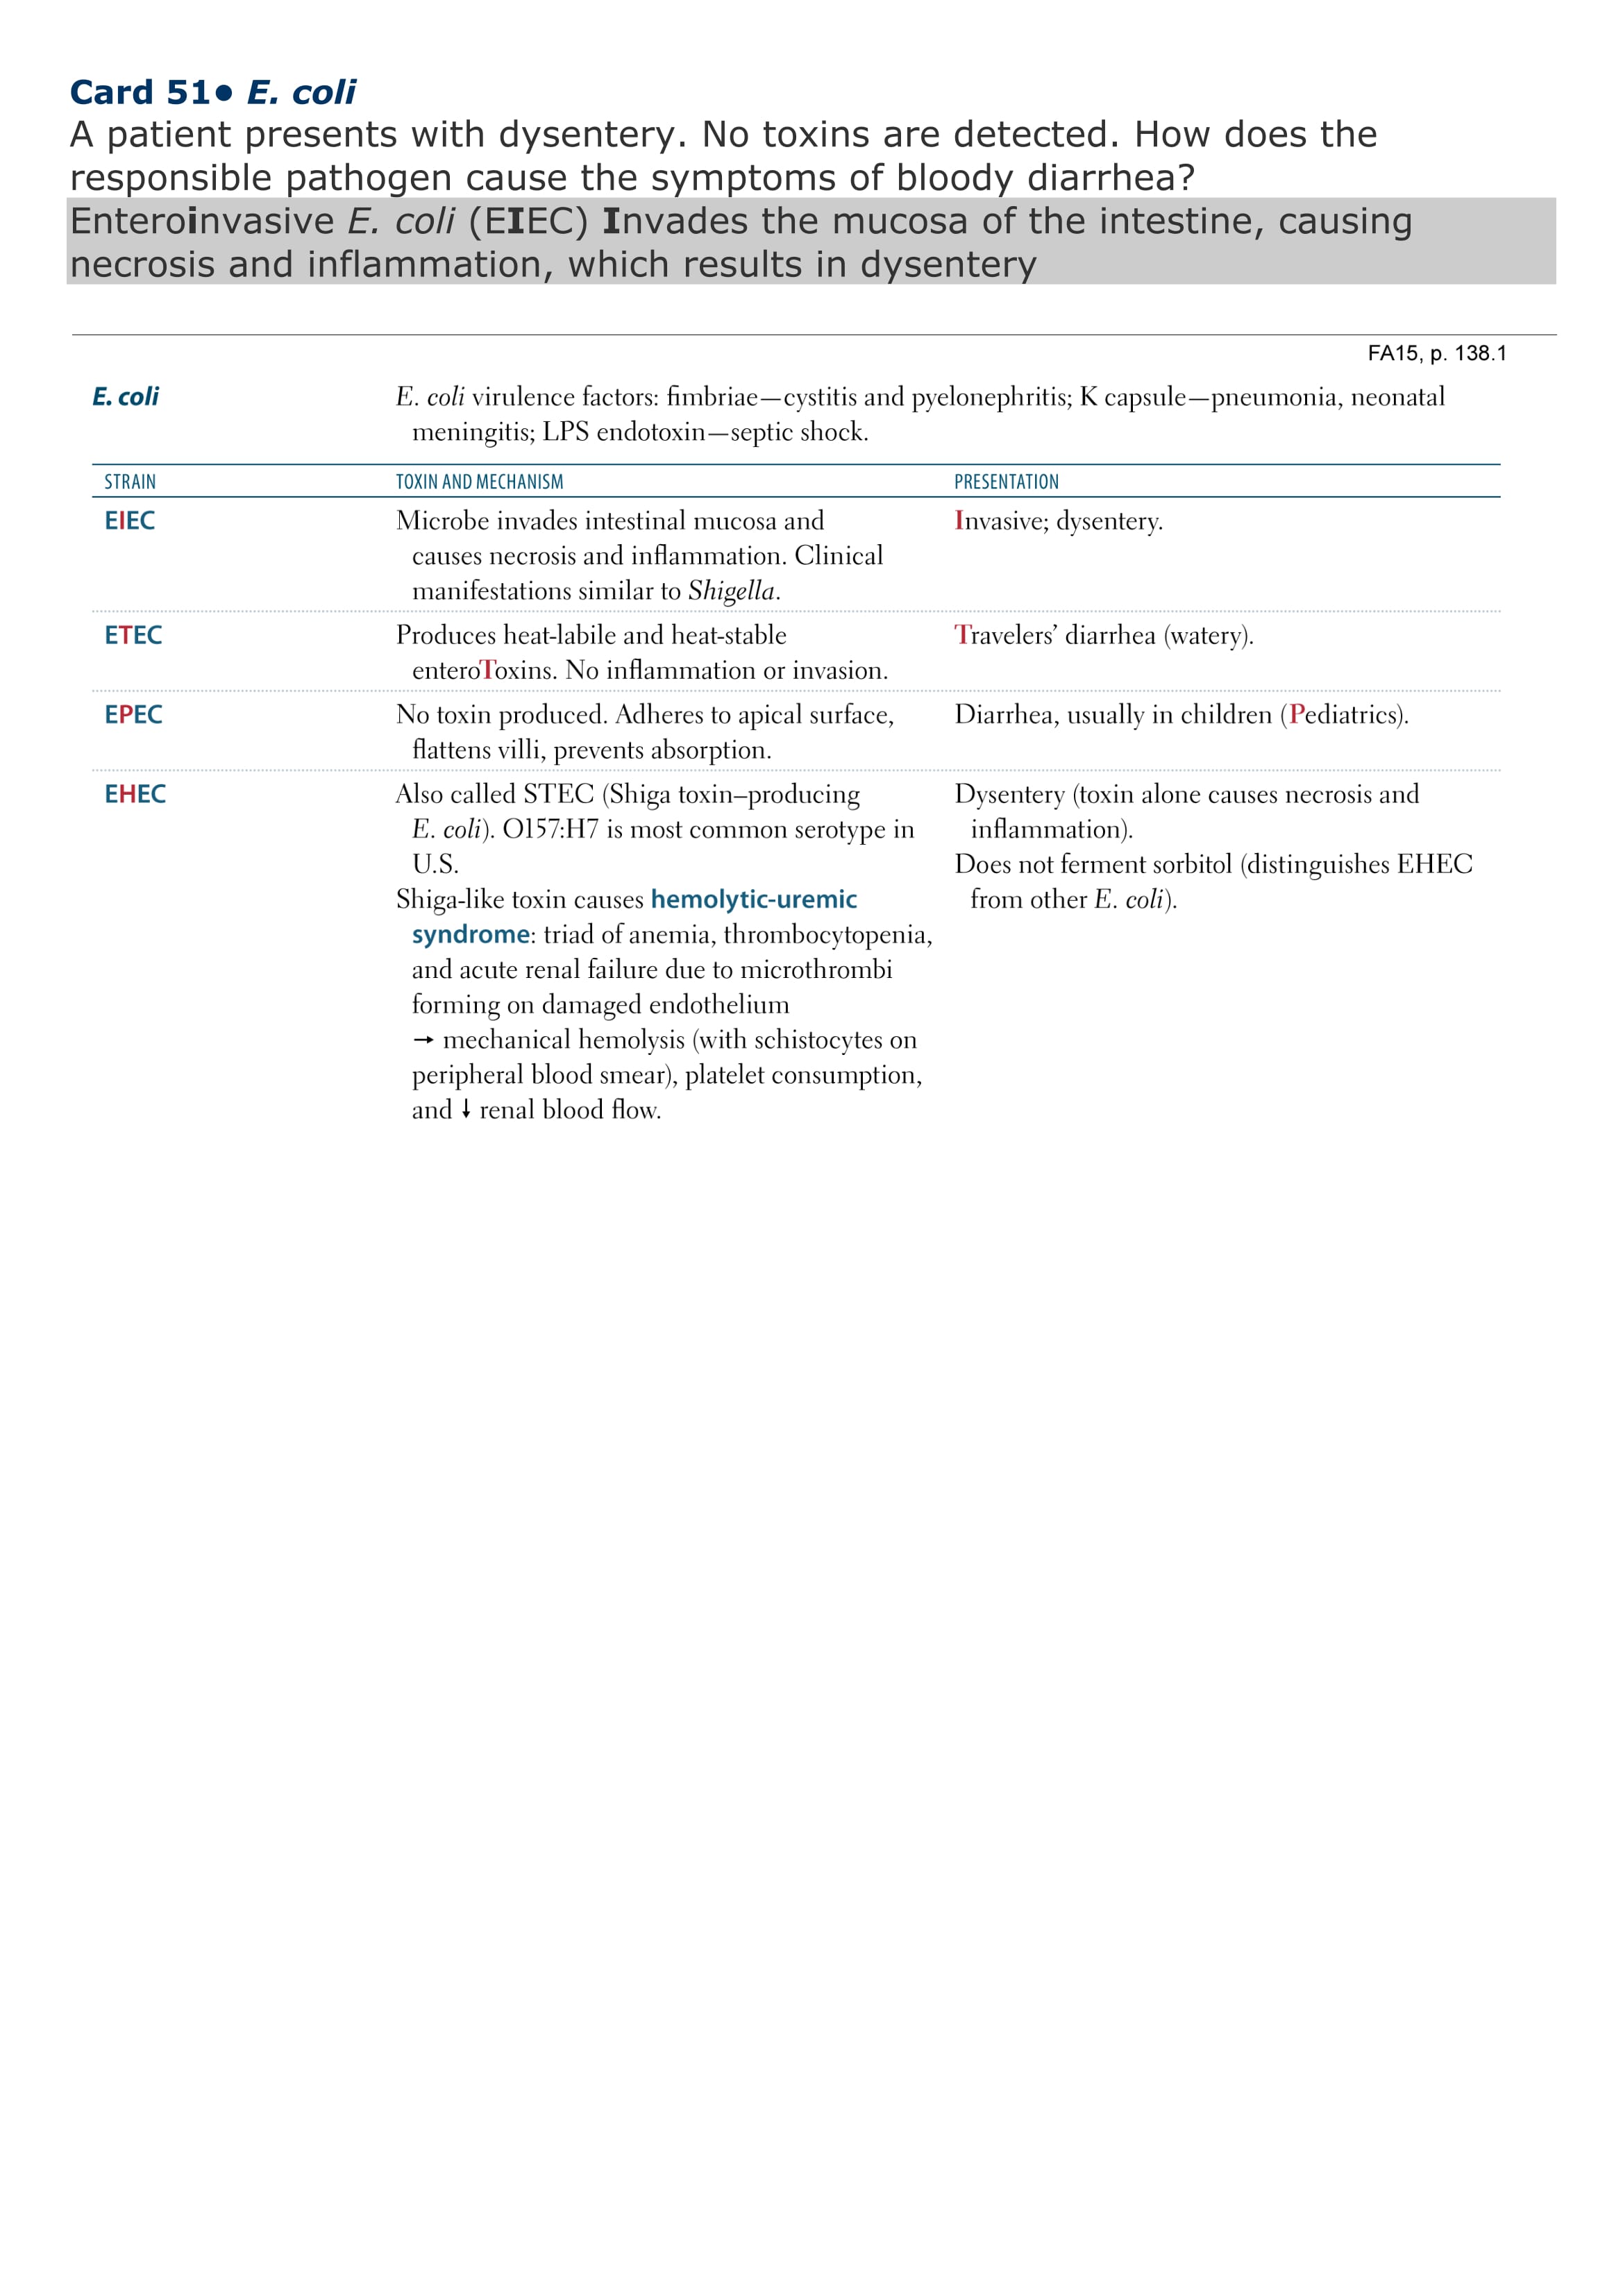 Card 51● E. coli
A patient presents with dysentery. No toxins are detected. How does the
responsible pathogen cause the symptoms of bloody diarrhea?
Enteroinvasive E. coli (EIEC) Invades the mucosa of the intestine, causing
necrosis and inflammation, which results in dysentery
FA15, p. 138.1
E. coli
E. coli virulence factors: fimbriae—cystitis and pyelonephritis; K capsule—pneumonia, neonatal
meningitis; LPS endotoxin—septic shock.
STRAIN TOXIN AND MECHANISM PRESENTATION
EIEC
Microbe invades intestinal mucosa and
causes necrosis and inflammation. Clinical
manifestations similar to Shigella.
Invasive; dysentery.
ETEC
Produces heat-labile and heat-stable
enteroToxins. No inflammation or invasion.
Travelers’ diarrhea (watery).
EPEC
No toxin produced. Adheres to apical surface,
flattens villi, prevents absorption.
Diarrhea, usually in children (Pediatrics).
EHEC
Also called STEC (Shiga toxin–producing
E. coli). O157:H7 is most common serotype in
U.S.
Shiga-like toxin causes hemolytic-uremic
syndrome: triad of anemia, thrombocytopenia,
and acute renal failure due to microthrombi
forming on damaged endothelium
→ mechanical hemolysis (with schistocytes on
peripheral blood smear), platelet consumption,
and ↓ renal blood flow.
Dysentery (toxin alone causes necrosis and
inflammation).
Does not ferment sorbitol (distinguishes EHEC
from other E. coli).